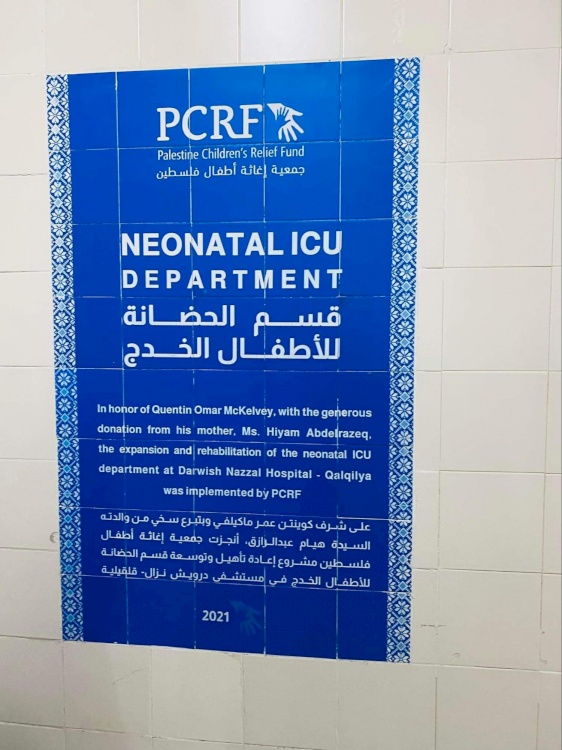 PCRF
Palestine Children's Relief Fund
جمعية إغاثة أطفال فلسطين
NEONATAL ICU
DEPARTMENT
قسم الحضانة
للأطفال الخدج
In honor of Quentin Omar McKelvey, with the generous
donation from his mother, Ms. Hiyam Abdelrazeq,
the expansion and rehabilitation of the neonatal ICU
department at Darwish Nazzal Hospital - Qalqilya
was implemented by PCRF
على شرف كوينتن عمر ماكيلفي وبتبرع سخي من والدته
السيدة هيام عبدالرازق، أنجزت جمعية إغاثة أطفال
فلسطين مشروع إعادة تأهيل وتوسعة قسم الحضانة
للأطفال الخدج في مستشفى درويش نزال- قلقيلية
2021